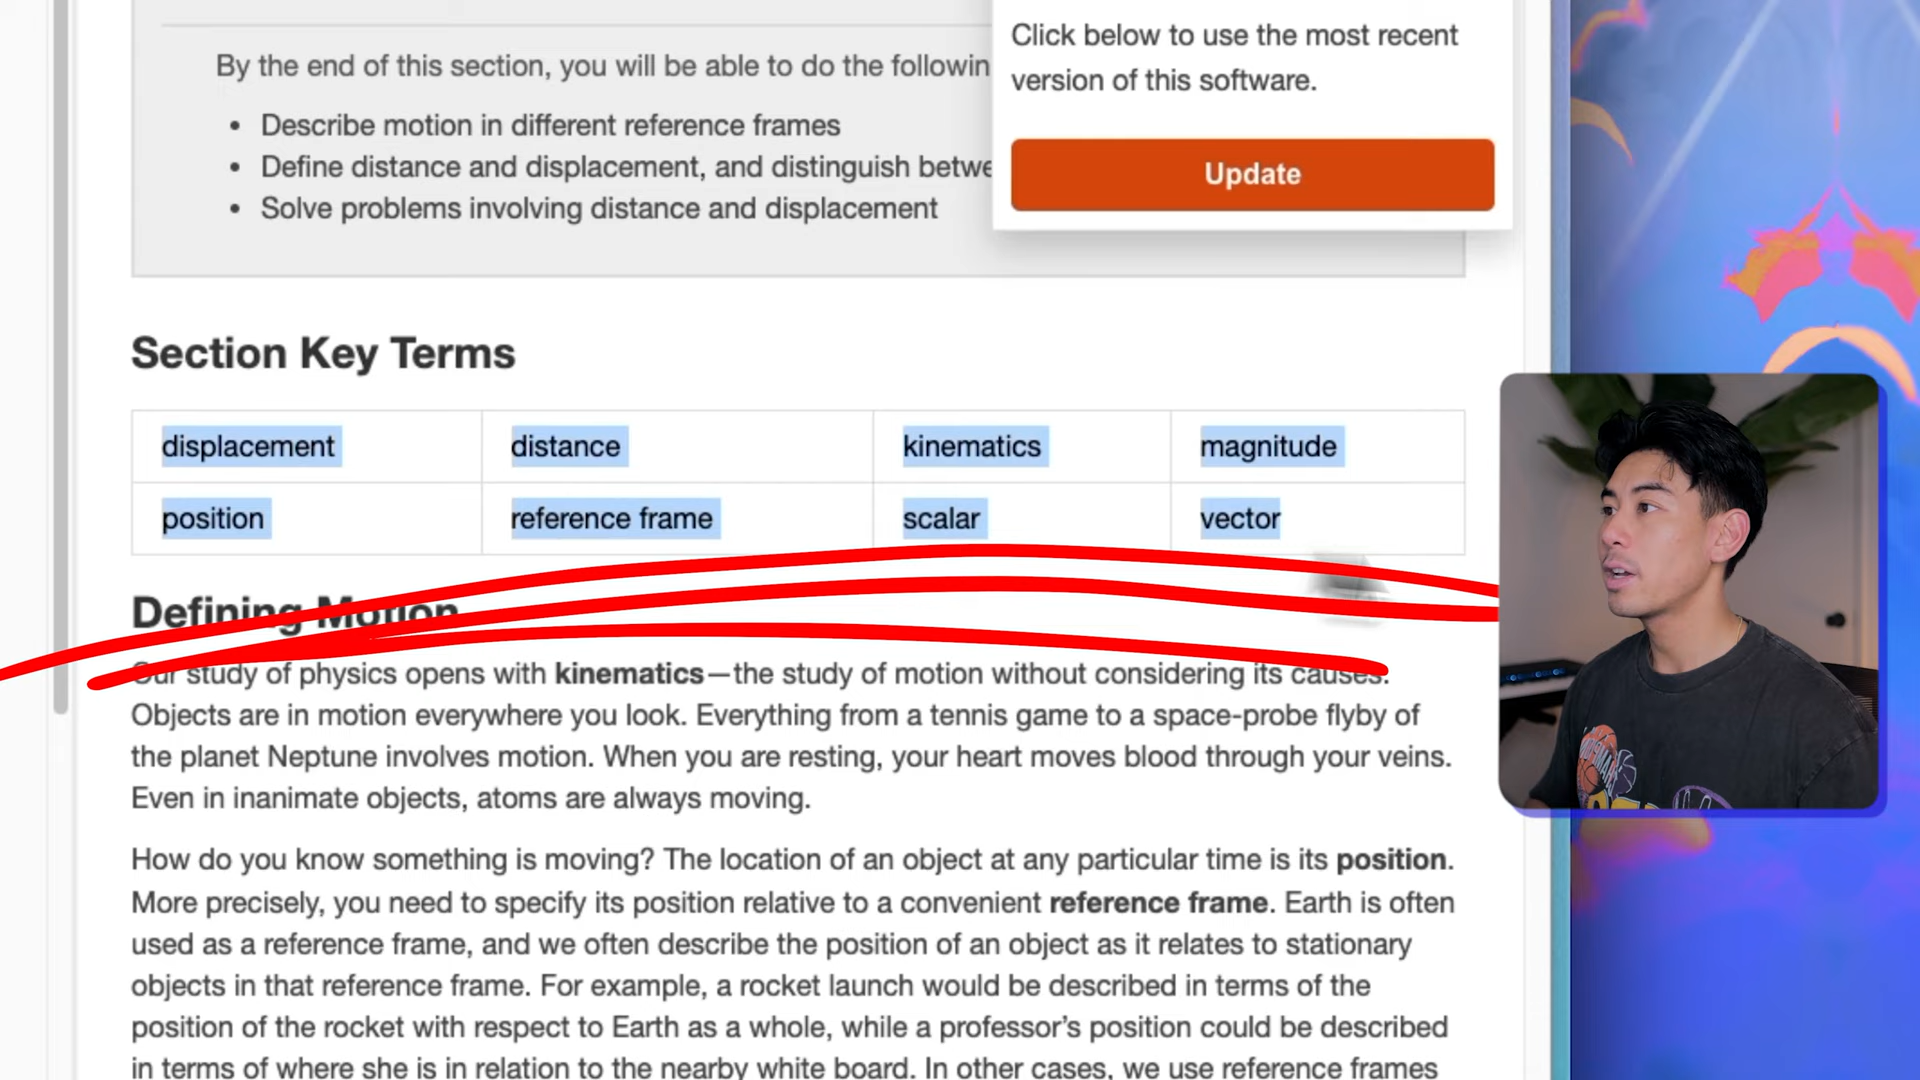 Click below to use the most recent
version of this software.
Update
By the end of this section, you will be able to do the followin
• Describe motion in different reference frames
• Define distance and displacement, and distinguish betwe
• Solve problems involving distance and displacement
Section Key Terms
displacement distance kinematics magnitude
position reference frame scalar vector
Defining Motion
Our study of physics opens with kinematics—the study of motion without considering its causes.
Objects are in motion everywhere you look. Everything from a tennis game to a space-probe flyby of
the planet Neptune involves motion. When you are resting, your heart moves blood through your veins.
Even in inanimate objects, atoms are always moving.
How do you know something is moving? The location of an object at any particular time is its position.
More precisely, you need to specify its position relative to a convenient reference frame. Earth is often
used as a reference frame, and we often describe the position of an object as it relates to stationary
objects in that reference frame. For example, a rocket launch would be described in terms of the
position of the rocket with respect to Earth as a whole, while a professor’s position could be described
in terms of where she is in relation to the nearby white board. In other cases, we use reference frames